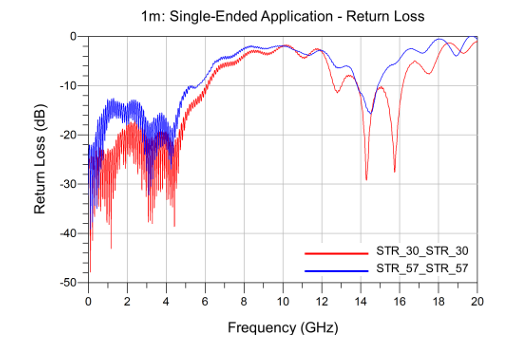 1m: Single-Ended Application - Return Loss
0
-10
-20
-30
-40
-50
Return Loss (dB)
STR_30_STR_30
STR_57_STR_57
0 2 4 6 8 10 12 14 16 18 20
Frequency (GHz)